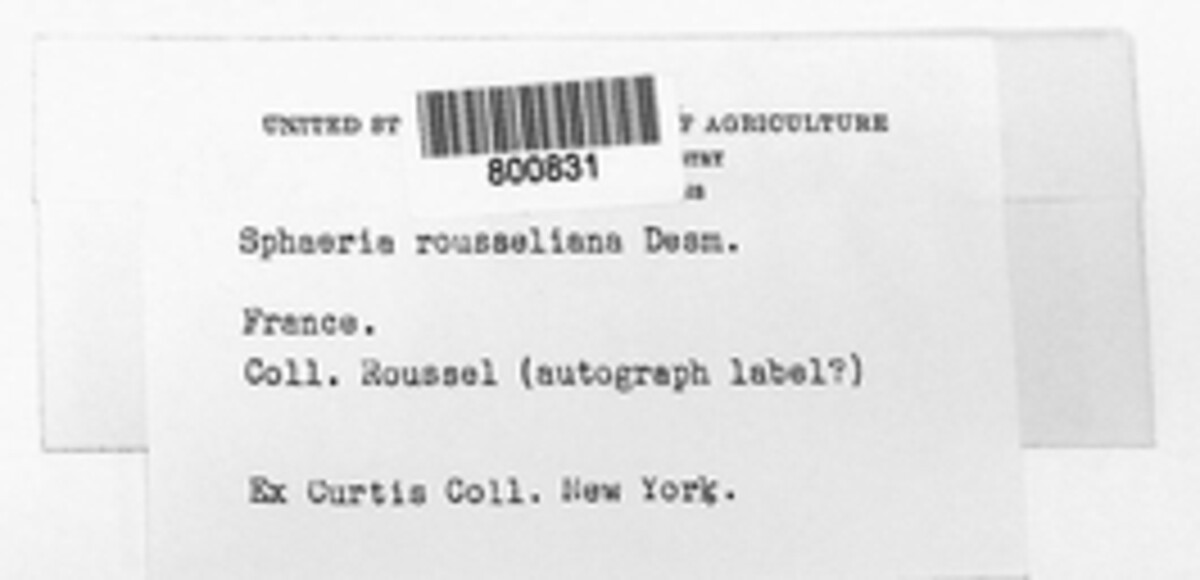 UNITED ST F AGRICULTURE
800831
Sphaeria rousseliana Desm.
France.
Coll. Roussel (autograph label?)
Ex Curtis Coll. New York.